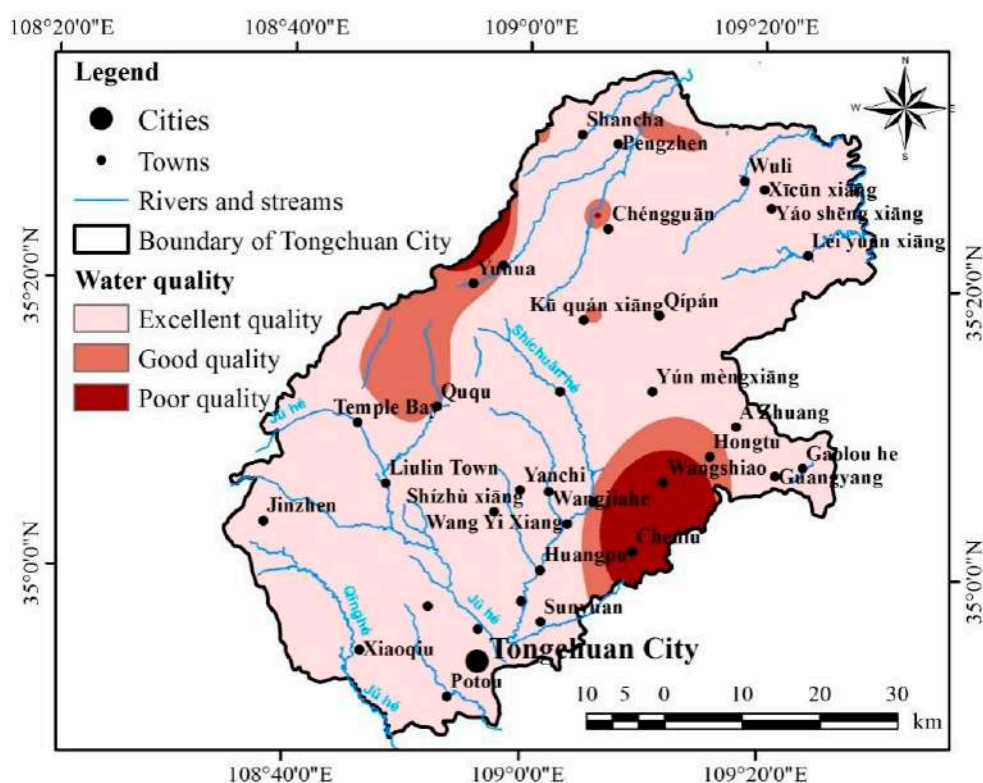 108°20'0"E
108°40'0"E
109°0'0"E
109°20'0"E
Legend
Cities
Towns
Rivers and streams
Boundary of Tongchuan City
Water quality
Excellent quality
Good quality
Poor quality
N
W
E
S
Shancha
Pengzhen
Wuli
Xīcūn xiāng
Chéngguān
Yáo shēng xiāng
Léi yuán xiāng
35°20'0"N
35°20'0"N
Yuhua
Kū quán xiāng
Qípán
Shíchuān hé
Yún mèngxiāng
Ququ
Temple Bay
Jū hé
A Zhuang
Hongtu
Gaolou he
Wangshiao
Guangyang
Liulin Town
Yanchi
Shízhù xiāng
Wangjiahe
Jinzhen
Wang Yi Xiang
Chenlu
Huangpu
35°0'0"N
35°0'0"N
Qīnghé
Jū hé
Sunyuan
Xiaoqiu
Tongchuan City
Potou
Jū hé
10 5 0 10 20 30
km
108°40'0"E
109°0'0"E
109°20'0"E